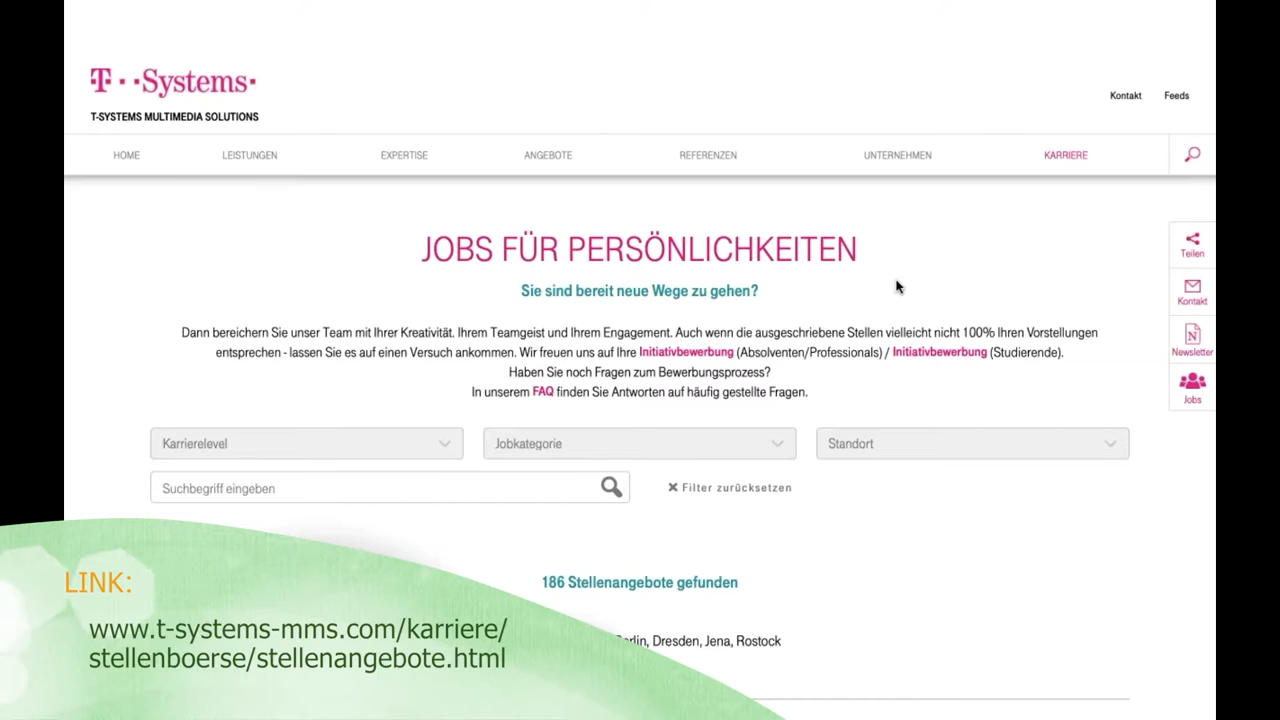 T··Systems·
T-SYSTEMS MULTIMEDIA SOLUTIONS
Kontakt Feeds
HOME LEISTUNGEN EXPERTISE ANGEBOTE REFERENZEN UNTERNEHMEN KARRIERE
JOBS FÜR PERSÖNLICHKEITEN
Sie sind bereit neue Wege zu gehen?
Dann bereichern Sie unser Team mit Ihrer Kreativität. Ihrem Teamgeist und Ihrem Engagement. Auch wenn die ausgeschriebene Stellen vielleicht nicht 100% Ihren Vorstellungen
entsprechen - lassen Sie es auf einen Versuch ankommen. Wir freuen uns auf Ihre Initiativbewerbung (Absolventen/Professionals) / Initiativbewerbung (Studierende).
Haben Sie noch Fragen zum Bewerbungsprozess?
In unserem FAQ finden Sie Antworten auf häufig gestellte Fragen.
Teilen
Kontakt
Newsletter
Jobs
Karrierelevel Jobkategorie Standort
Suchbegriff eingeben Filter zurücksetzen
186 Stellenangebote gefunden
Dresden, Jena, Rostock
LINK:
www.t-systems-mms.com/karriere/
stellenboerse/stellenangebote.html